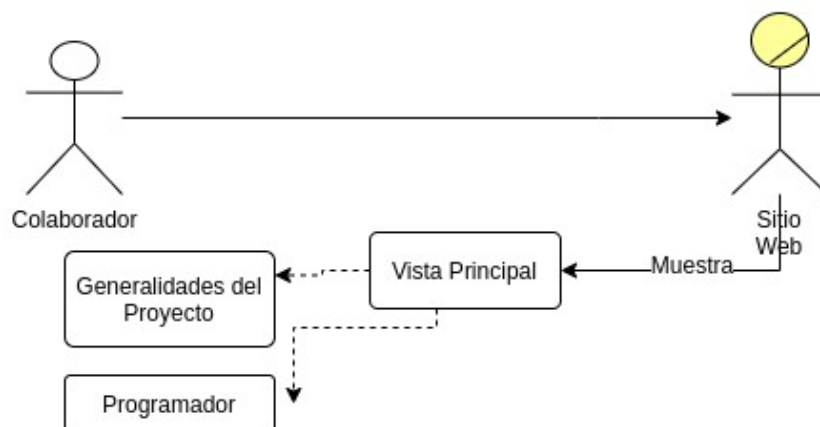 Colaborador
Sitio
Web
Generalidades del
Proyecto
Vista Principal
Muestra
Programador